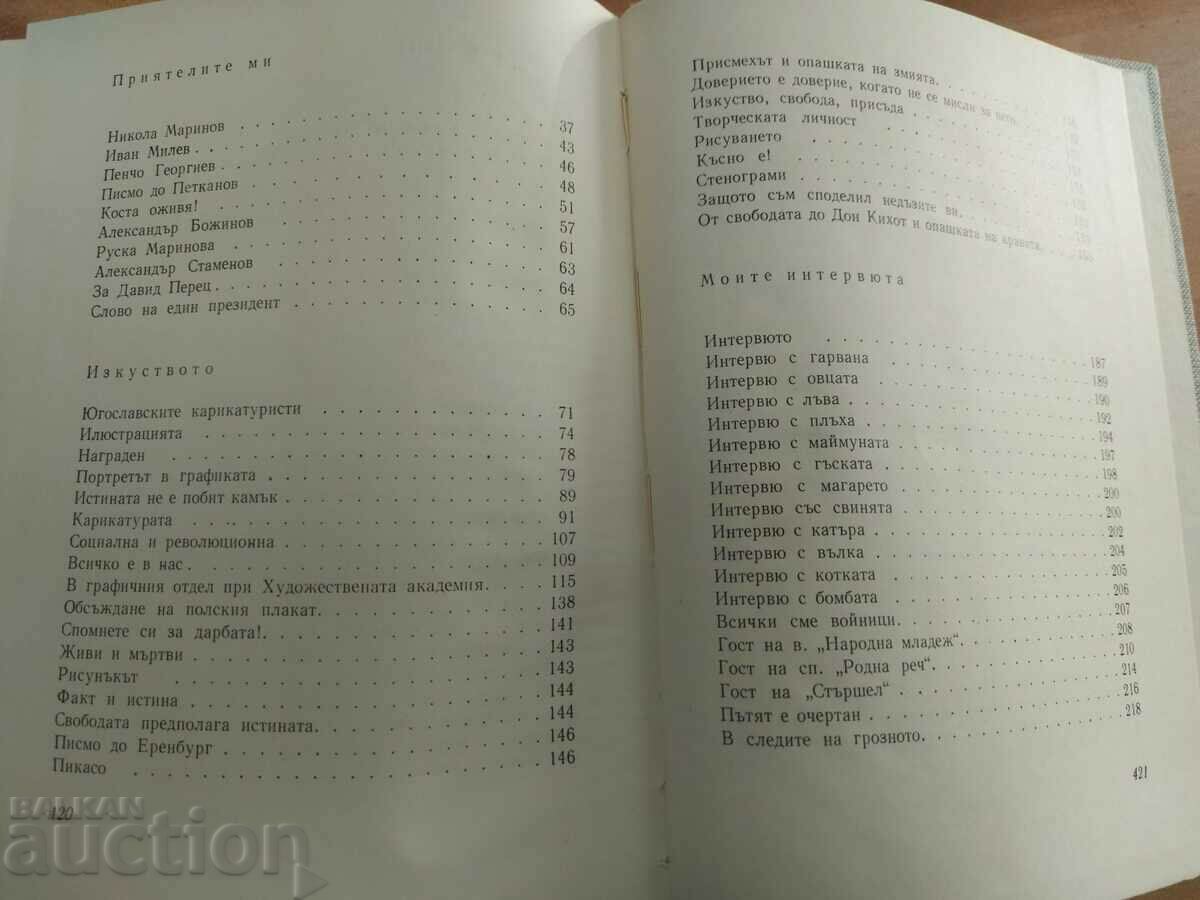 Приятелите ми
Никола Маринов . . . . . . . . . . 37
Иван Милев . . . . . . . . . . 43
Пенчо Георгиев . . . . . . . . . . 46
Писмо до Петканов . . . . . . . . . . 48
Коста оживя! . . . . . . . . . . 51
Александър Божинов . . . . . . . . . . 57
Руска Маринова . . . . . . . . . . 61
Александър Стаменов . . . . . . . . . . 63
За Давид Перец . . . . . . . . . . 64
Слово на един президент . . . . . . . . . . 65
Изкуството
Югославските карикатуристи . . . . . . . . . . 71
Илюстрацията . . . . . . . . . . 74
Награден . . . . . . . . . . 78
Портретът в графиката . . . . . . . . . . 79
Истината не е побит камък . . . . . . . . . . 89
Карикатурата . . . . . . . . . . 91
Социална и революционна . . . . . . . . . . 107
Всичко е в нас . . . . . . . . . . 109
В графичния отдел при Художествената академия . . . . 115
Обсъждане на полския плакат . . . . . . . . . . 138
Спомнете си за дарбата! . . . . . . . . . . 141
Живи и мъртви . . . . . . . . . . 143
Рисунъкът . . . . . . . . . . 143
Факт и истина . . . . . . . . . . 144
Свободата предполага истината . . . . . . . . . . 144
Писмо до Еренбург . . . . . . . . . . 146
Пикасо . . . . . . . . . . 146
420
Присмехът и опашката на змията.
Доверието е доверие, когато не се мисли за него.
Изкуство, свобода, присъда . . . . .
Творческата личност . . . . .
Рисуването . . . . .
Късно е! . . . . .
Стенограми . . . . .
Защото съм споделил недъзите ви . . . . .
От свободата до Дон Кихот и опашката на кравата.
Моите интервюта
Интервюто . . . . . . . . . . 187
Интервю с гарвана . . . . . . . . . . 189
Интервю с овцата . . . . . . . . . . 190
Интервю с лъва . . . . . . . . . . 192
Интервю с плъха . . . . . . . . . . 194
Интервю с маймуната . . . . . . . . . . 197
Интервю с гъската . . . . . . . . . . 198
Интервю с магарето . . . . . . . . . . 200
Интервю със свинята . . . . . . . . . . 200
Интервю с катъра . . . . . . . . . . 202
Интервю с вълка . . . . . . . . . . 204
Интервю с котката . . . . . . . . . . 205
Интервю с бомбата . . . . . . . . . . 206
Всички сме войници . . . . . . . . . . 207
Гост на в. „Народна младеж“ . . . . . . . . . . 208
Гост на сп. „Родна реч“ . . . . . . . . . . 210
Гост на „Стършел“ . . . . . . . . . . 214
Пътят е очертан . . . . . . . . . . 216
В следите на грозното . . . . . . . . . . 218
421
BALKAN
auction